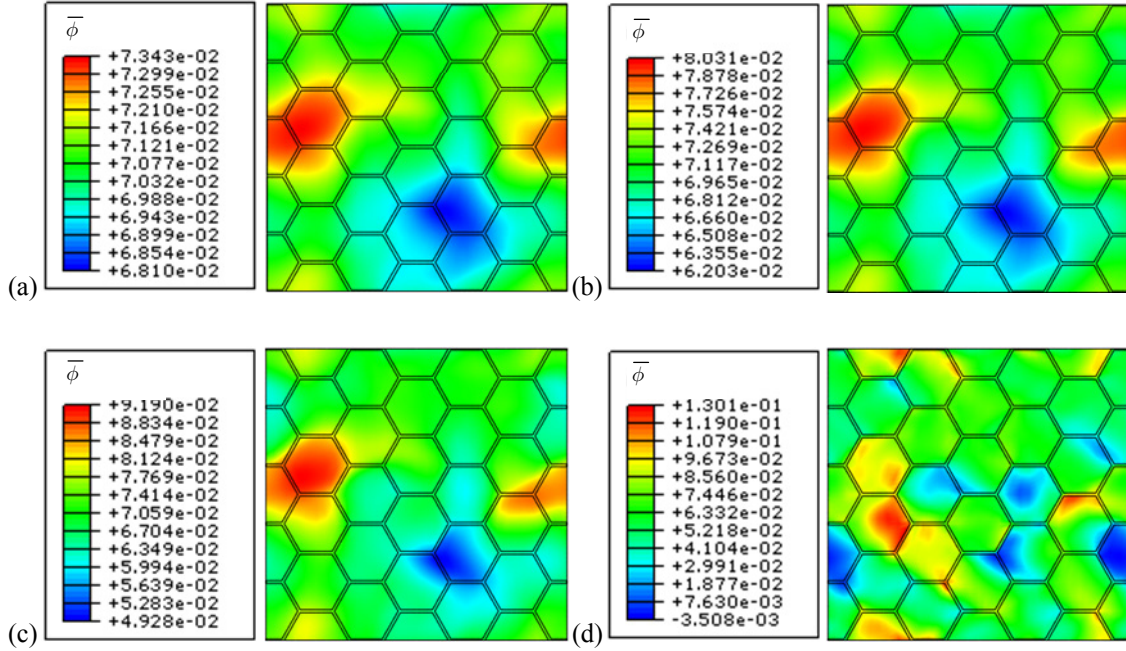 ϕ̅
+7.343e-02
+7.299e-02
+7.255e-02
+7.210e-02
+7.166e-02
+7.121e-02
+7.077e-02
+7.032e-02
+6.988e-02
+6.943e-02
+6.899e-02
+6.854e-02
+6.810e-02
(a)
ϕ̅
+8.031e-02
+7.878e-02
+7.726e-02
+7.574e-02
+7.421e-02
+7.269e-02
+7.117e-02
+6.965e-02
+6.812e-02
+6.660e-02
+6.508e-02
+6.355e-02
+6.203e-02
(b)
ϕ̅
+9.190e-02
+8.834e-02
+8.479e-02
+8.124e-02
+7.769e-02
+7.414e-02
+7.059e-02
+6.704e-02
+6.349e-02
+5.994e-02
+5.639e-02
+5.283e-02
+4.928e-02
(c)
ϕ̅
+1.301e-01
+1.190e-01
+1.079e-01
+9.673e-02
+8.560e-02
+7.446e-02
+6.332e-02
+5.218e-02
+4.104e-02
+2.991e-02
+1.877e-02
+7.630e-03
-3.508e-03
(d)